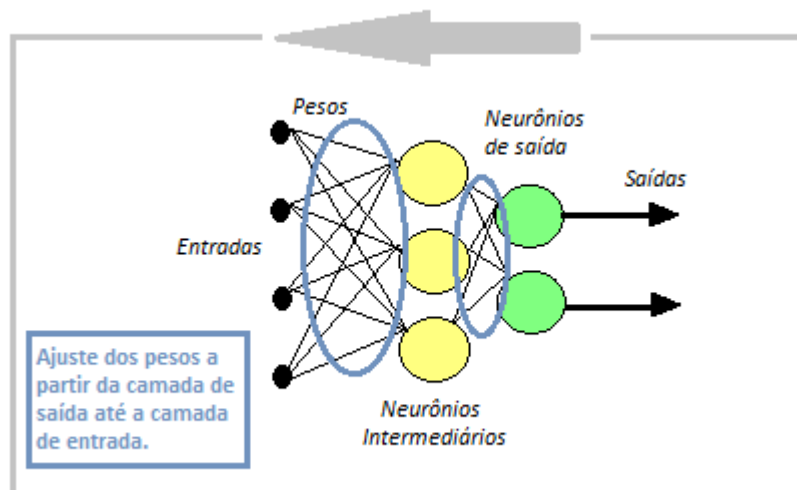 Pesos
Neurônios
de saída
Saídas
Entradas
Ajuste dos pesos a
partir da camada de
saída até a camada
de entrada.
Neurônios
Intermediários